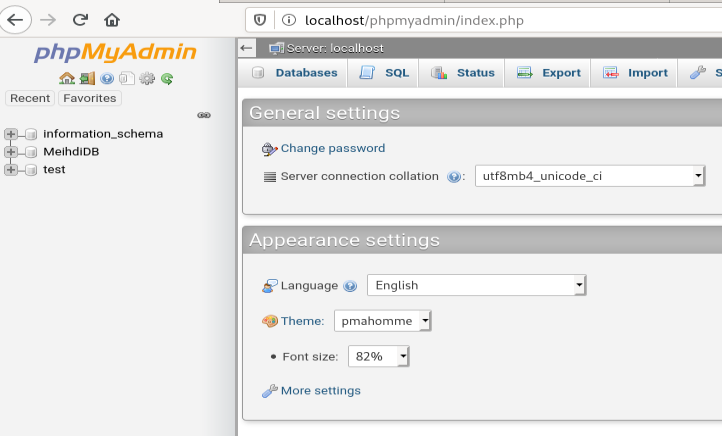 localhost/phpmyadmin/index.php
phpMyAdmin
Recent Favorites
information_schema
MeihdiDB
test
Server: localhost
Databases SQL Status Export Import S
General settings
Change password
Server connection collation : utf8mb4_unicode_ci
Appearance settings
Language English
Theme: pmahomme
• Font size: 82%
More settings